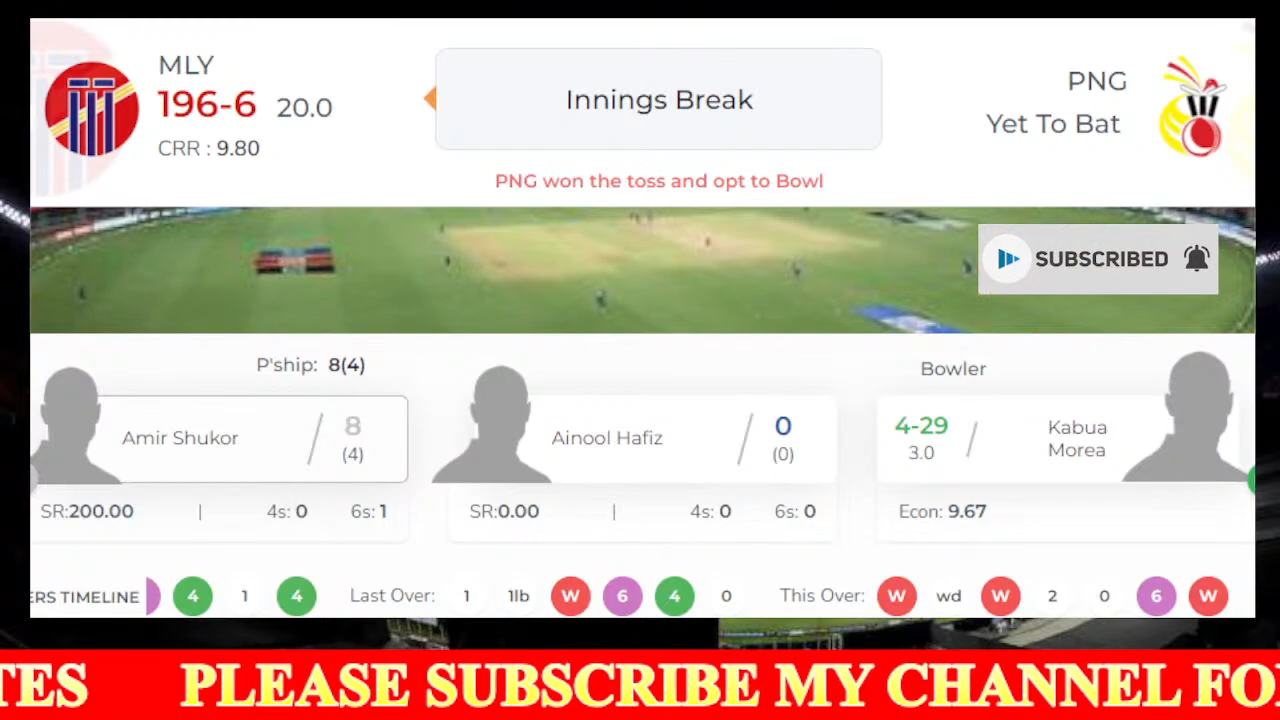 MLY
196-6 20.0
CRR : 9.80
Innings Break
PNG won the toss and opt to Bowl
PNG
Yet To Bat
SUBSCRIBED
P'ship: 8(4)
Amir Shukor 8
(4)
SR:200.00 | 4s: 0 6s: 1
Ainool Hafiz 0
(0)
SR:0.00 | 4s: 0 6s: 0
Bowler
4-29
3.0
Kabua
Morea
Econ: 9.67
ERS TIMELINE 4 1 4 Last Over: 1 1lb W 6 4 0 This Over: W wd W 2 0 6 W
TES PLEASE SUBSCRIBE MY CHANNEL FO